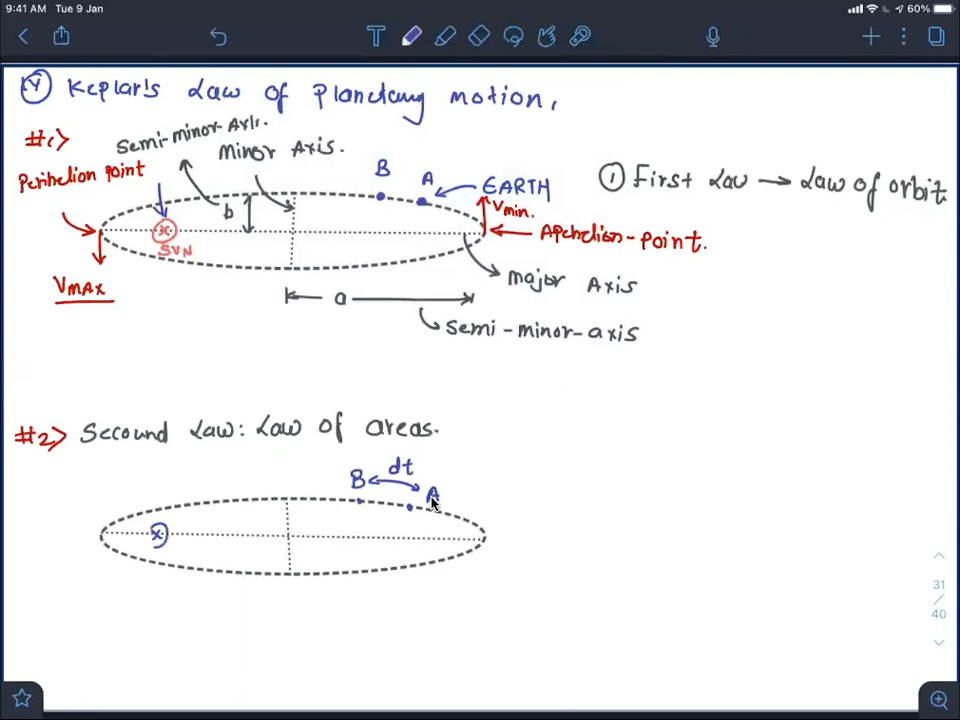 9:41 AM Tue 9 Jan
60%
IV Keplar's Law of planetary motion,
#1>
Semi-minor-Axis.
Minor Axis.
Perihelion point
B
A
EARTH
① First Law → Law of orbit
b
Vmin.
SUN
Aphelion-point.
VMAX
major Axis
a
Semi-minor-axis
#2> Secound Law: Law of areas.
dt
B
A
31
/
40